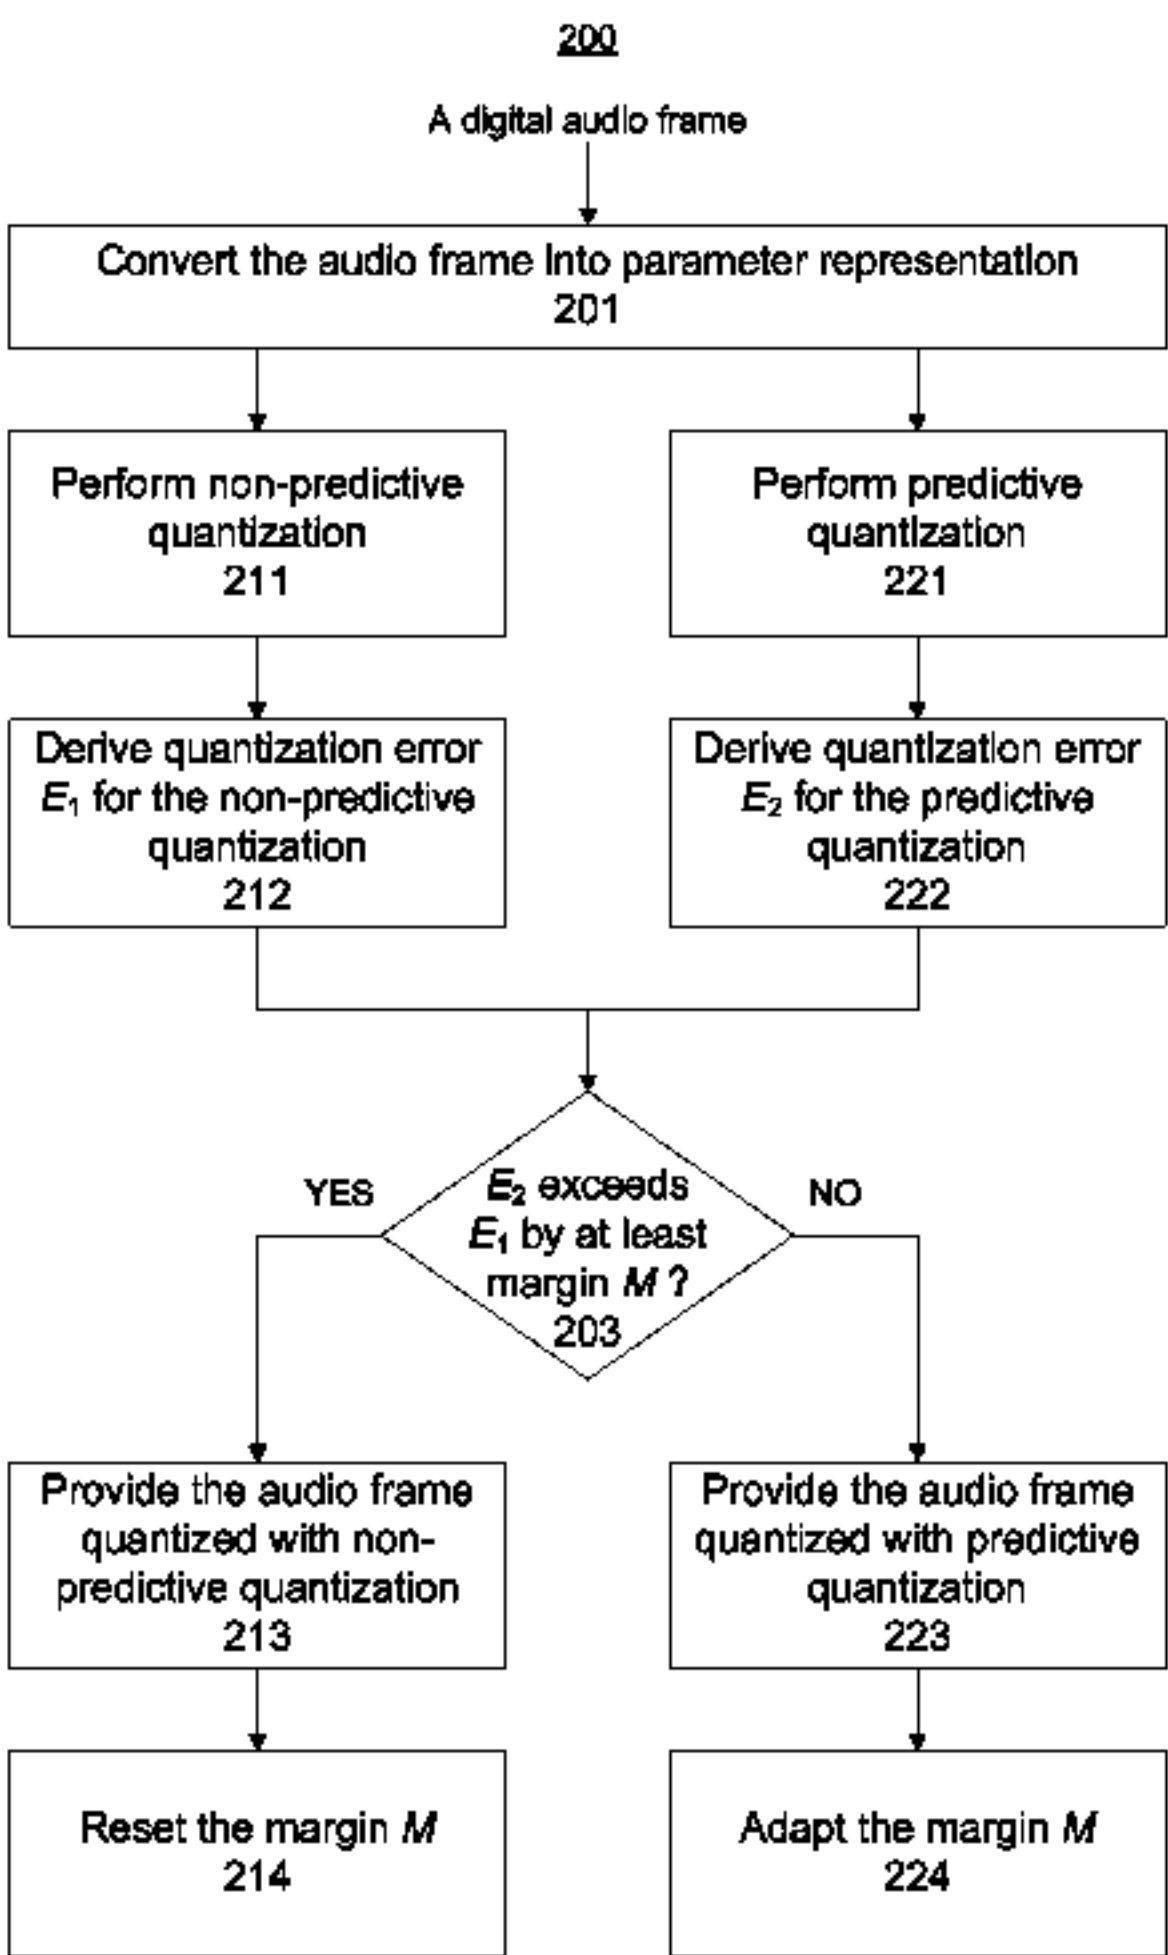 200
A digital audio frame
Convert the audio frame into parameter representation
201
Perform non-predictive
quantization
211
Perform predictive
quantization
221
Derive quantization error
E1 for the non-predictive
quantization
212
Derive quantization error
E2 for the predictive
quantization
222
YES
E2 exceeds
E1 by at least
margin M ?
203
NO
Provide the audio frame
quantized with non-
predictive quantization
213
Provide the audio frame
quantized with predictive
quantization
223
Reset the margin M
214
Adapt the margin M
224